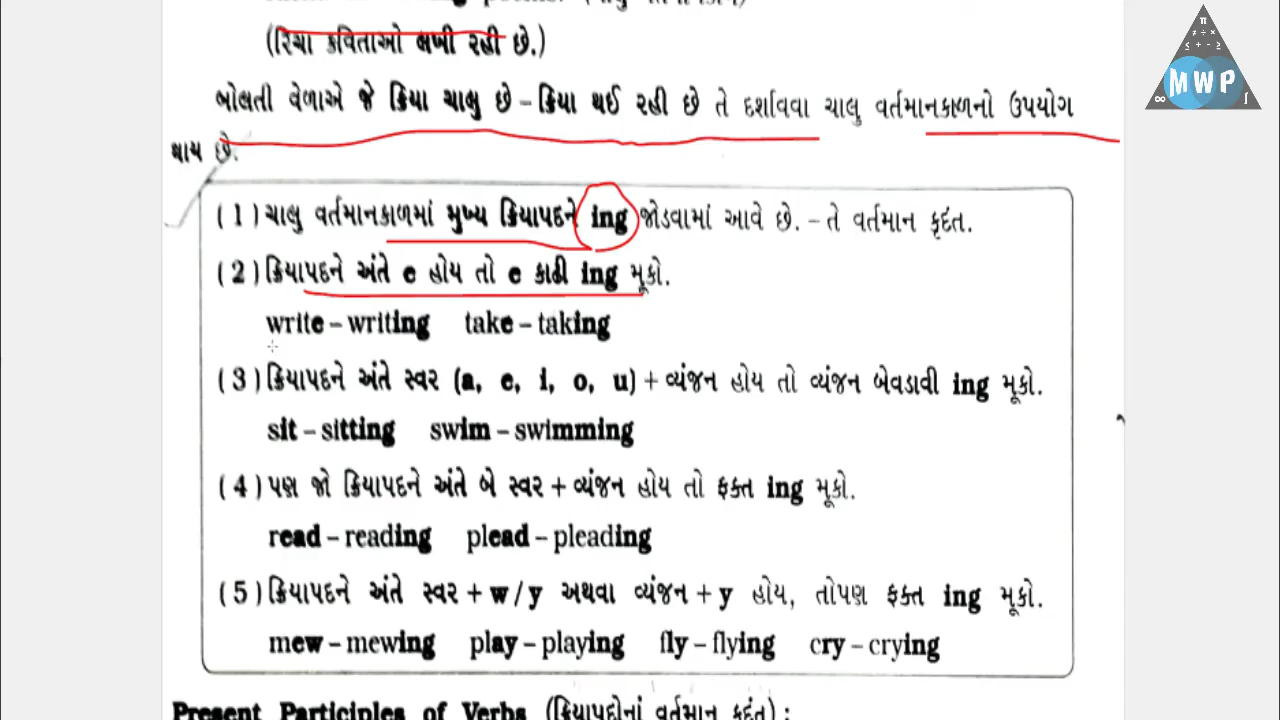 (રિચા કવિતાઓ લખી રહી છે.)
બોલતી વેળાએ જે ક્રિયા ચાલુ છે – ક્રિયા થઈ રહી છે તે દર્શાવવા ચાલુ વર્તમાનકાળનો ઉપયોગ
થાય છે.
(1) ચાલુ વર્તમાનકાળમાં મુખ્ય ક્રિયાપદને ing જોડવામાં આવે છે. – તે વર્તમાન કૃદંત.
(2) ક્રિયાપદને અંતે e હોય તો e કાઢી ing મૂકો.
write – writing take – taking
(3) ક્રિયાપદને અંતે સ્વર (a, e, i, o, u) + વ્યંજન હોય તો વ્યંજન બેવડાવી ing મૂકો.
sit – sitting swim – swimming
(4) પણ જો ક્રિયાપદને અંતે બે સ્વર + વ્યંજન હોય તો ફક્ત ing મૂકો.
read – reading plead – pleading
(5) ક્રિયાપદને અંતે સ્વર + w / y અથવા વ્યંજન + y હોય, તોપણ ફક્ત ing મૂકો.
mew – mewing play – playing fly – flying cry – crying
Present Participles of Verbs (ક્રિયાપદોનાં વર્તમાન કૃદંત) :
MWP